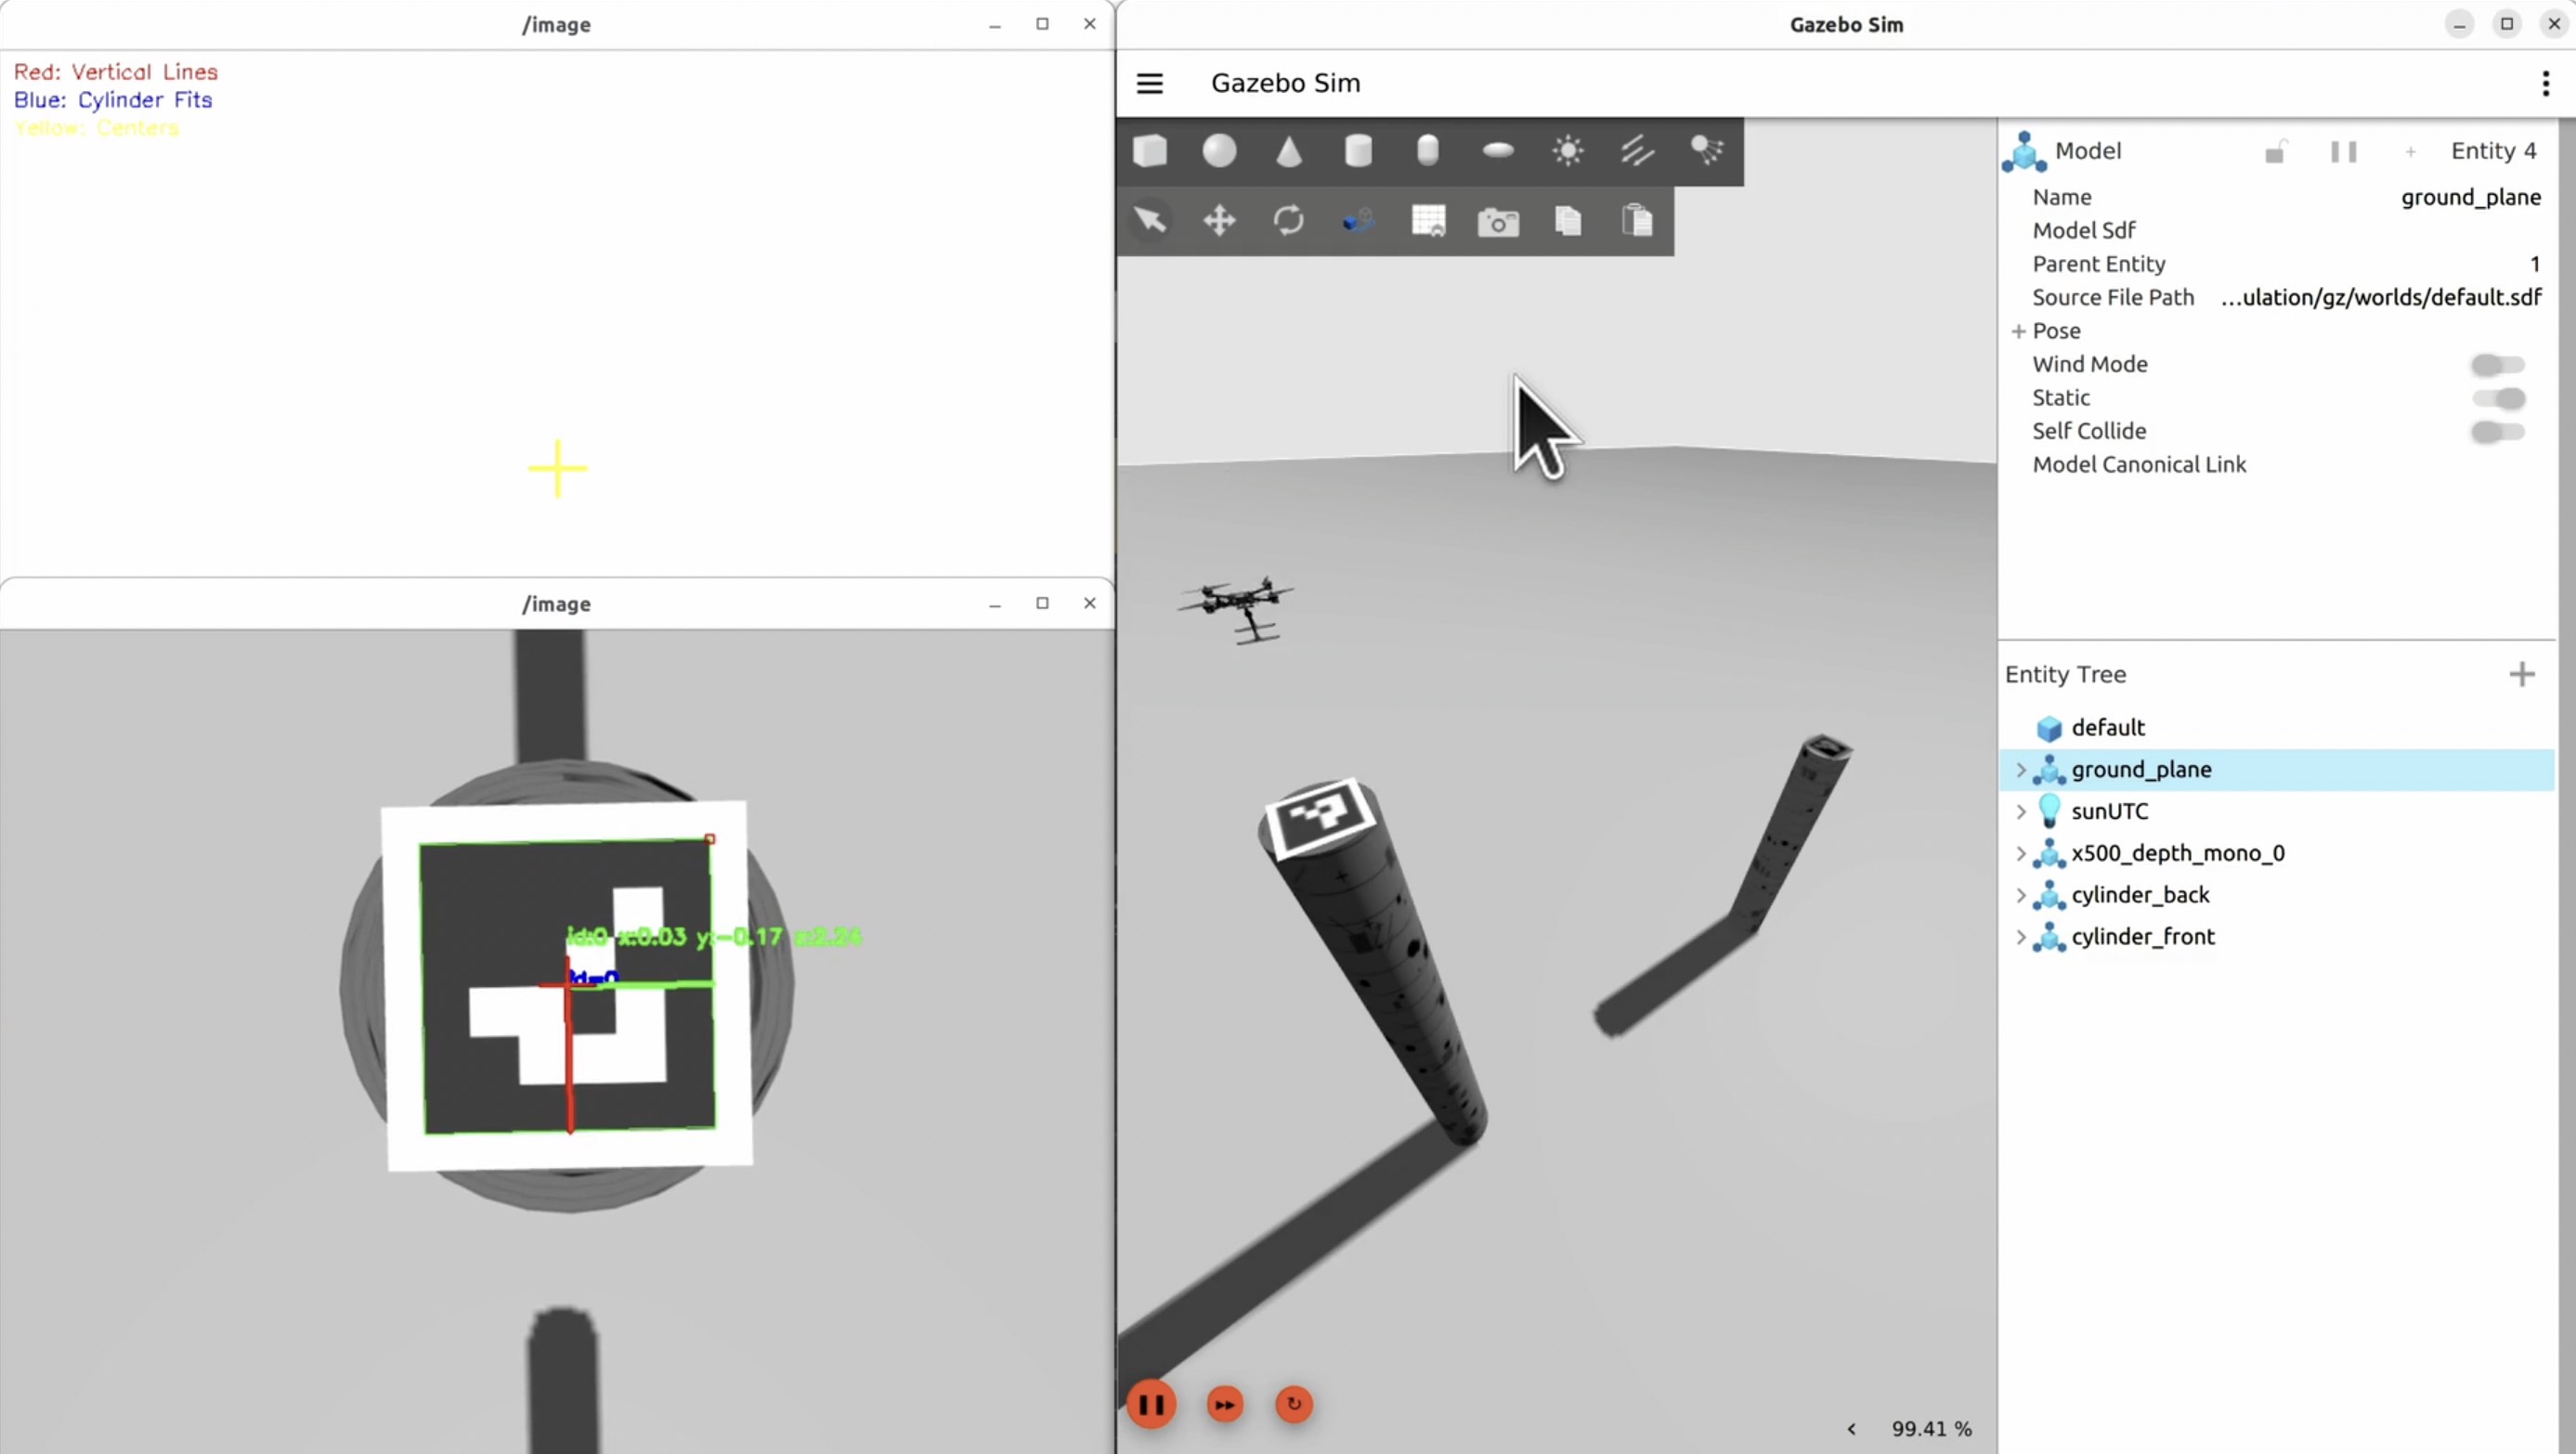 /image
Red: Vertical Lines
Blue: Cylinder Fits
Yellow: Centers
/image
id:0 x:0.03 y:-0.17 z:2.24
id=0
Gazebo Sim
Gazebo Sim
Model
Entity 4
Name
ground_plane
Model Sdf
Parent Entity
1
Source File Path
...ulation/gz/worlds/default.sdf
Pose
Wind Mode
Static
Self Collide
Model Canonical Link
Entity Tree
default
ground_plane
sunUTC
x500_depth_mono_0
cylinder_back
cylinder_front
99.41 %